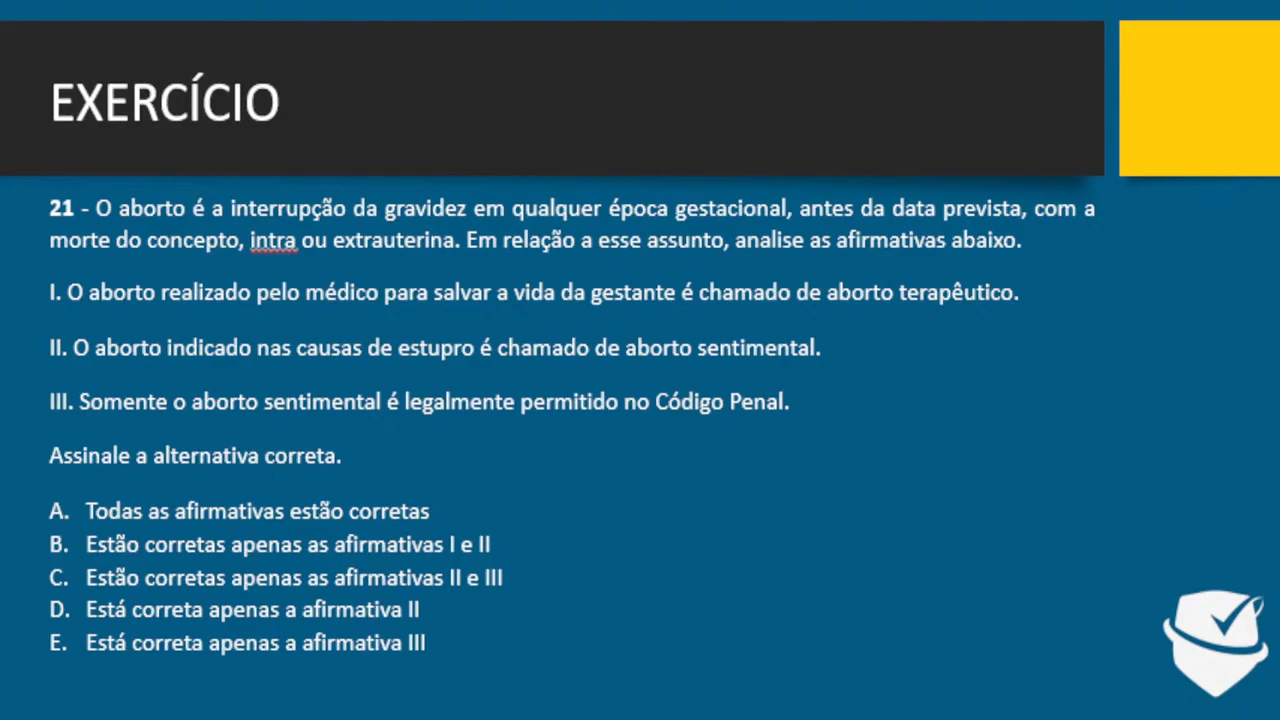 EXERCÍCIO
21 - O aborto é a interrupção da gravidez em qualquer época gestacional, antes da data prevista, com a
morte do concepto, intra ou extrauterina. Em relação a esse assunto, analise as afirmativas abaixo.
I. O aborto realizado pelo médico para salvar a vida da gestante é chamado de aborto terapêutico.
II. O aborto indicado nas causas de estupro é chamado de aborto sentimental.
III. Somente o aborto sentimental é legalmente permitido no Código Penal.
Assinale a alternativa correta.
A. Todas as afirmativas estão corretas
B. Estão corretas apenas as afirmativas I e II
C. Estão corretas apenas as afirmativas II e III
D. Está correta apenas a afirmativa II
E. Está correta apenas a afirmativa III